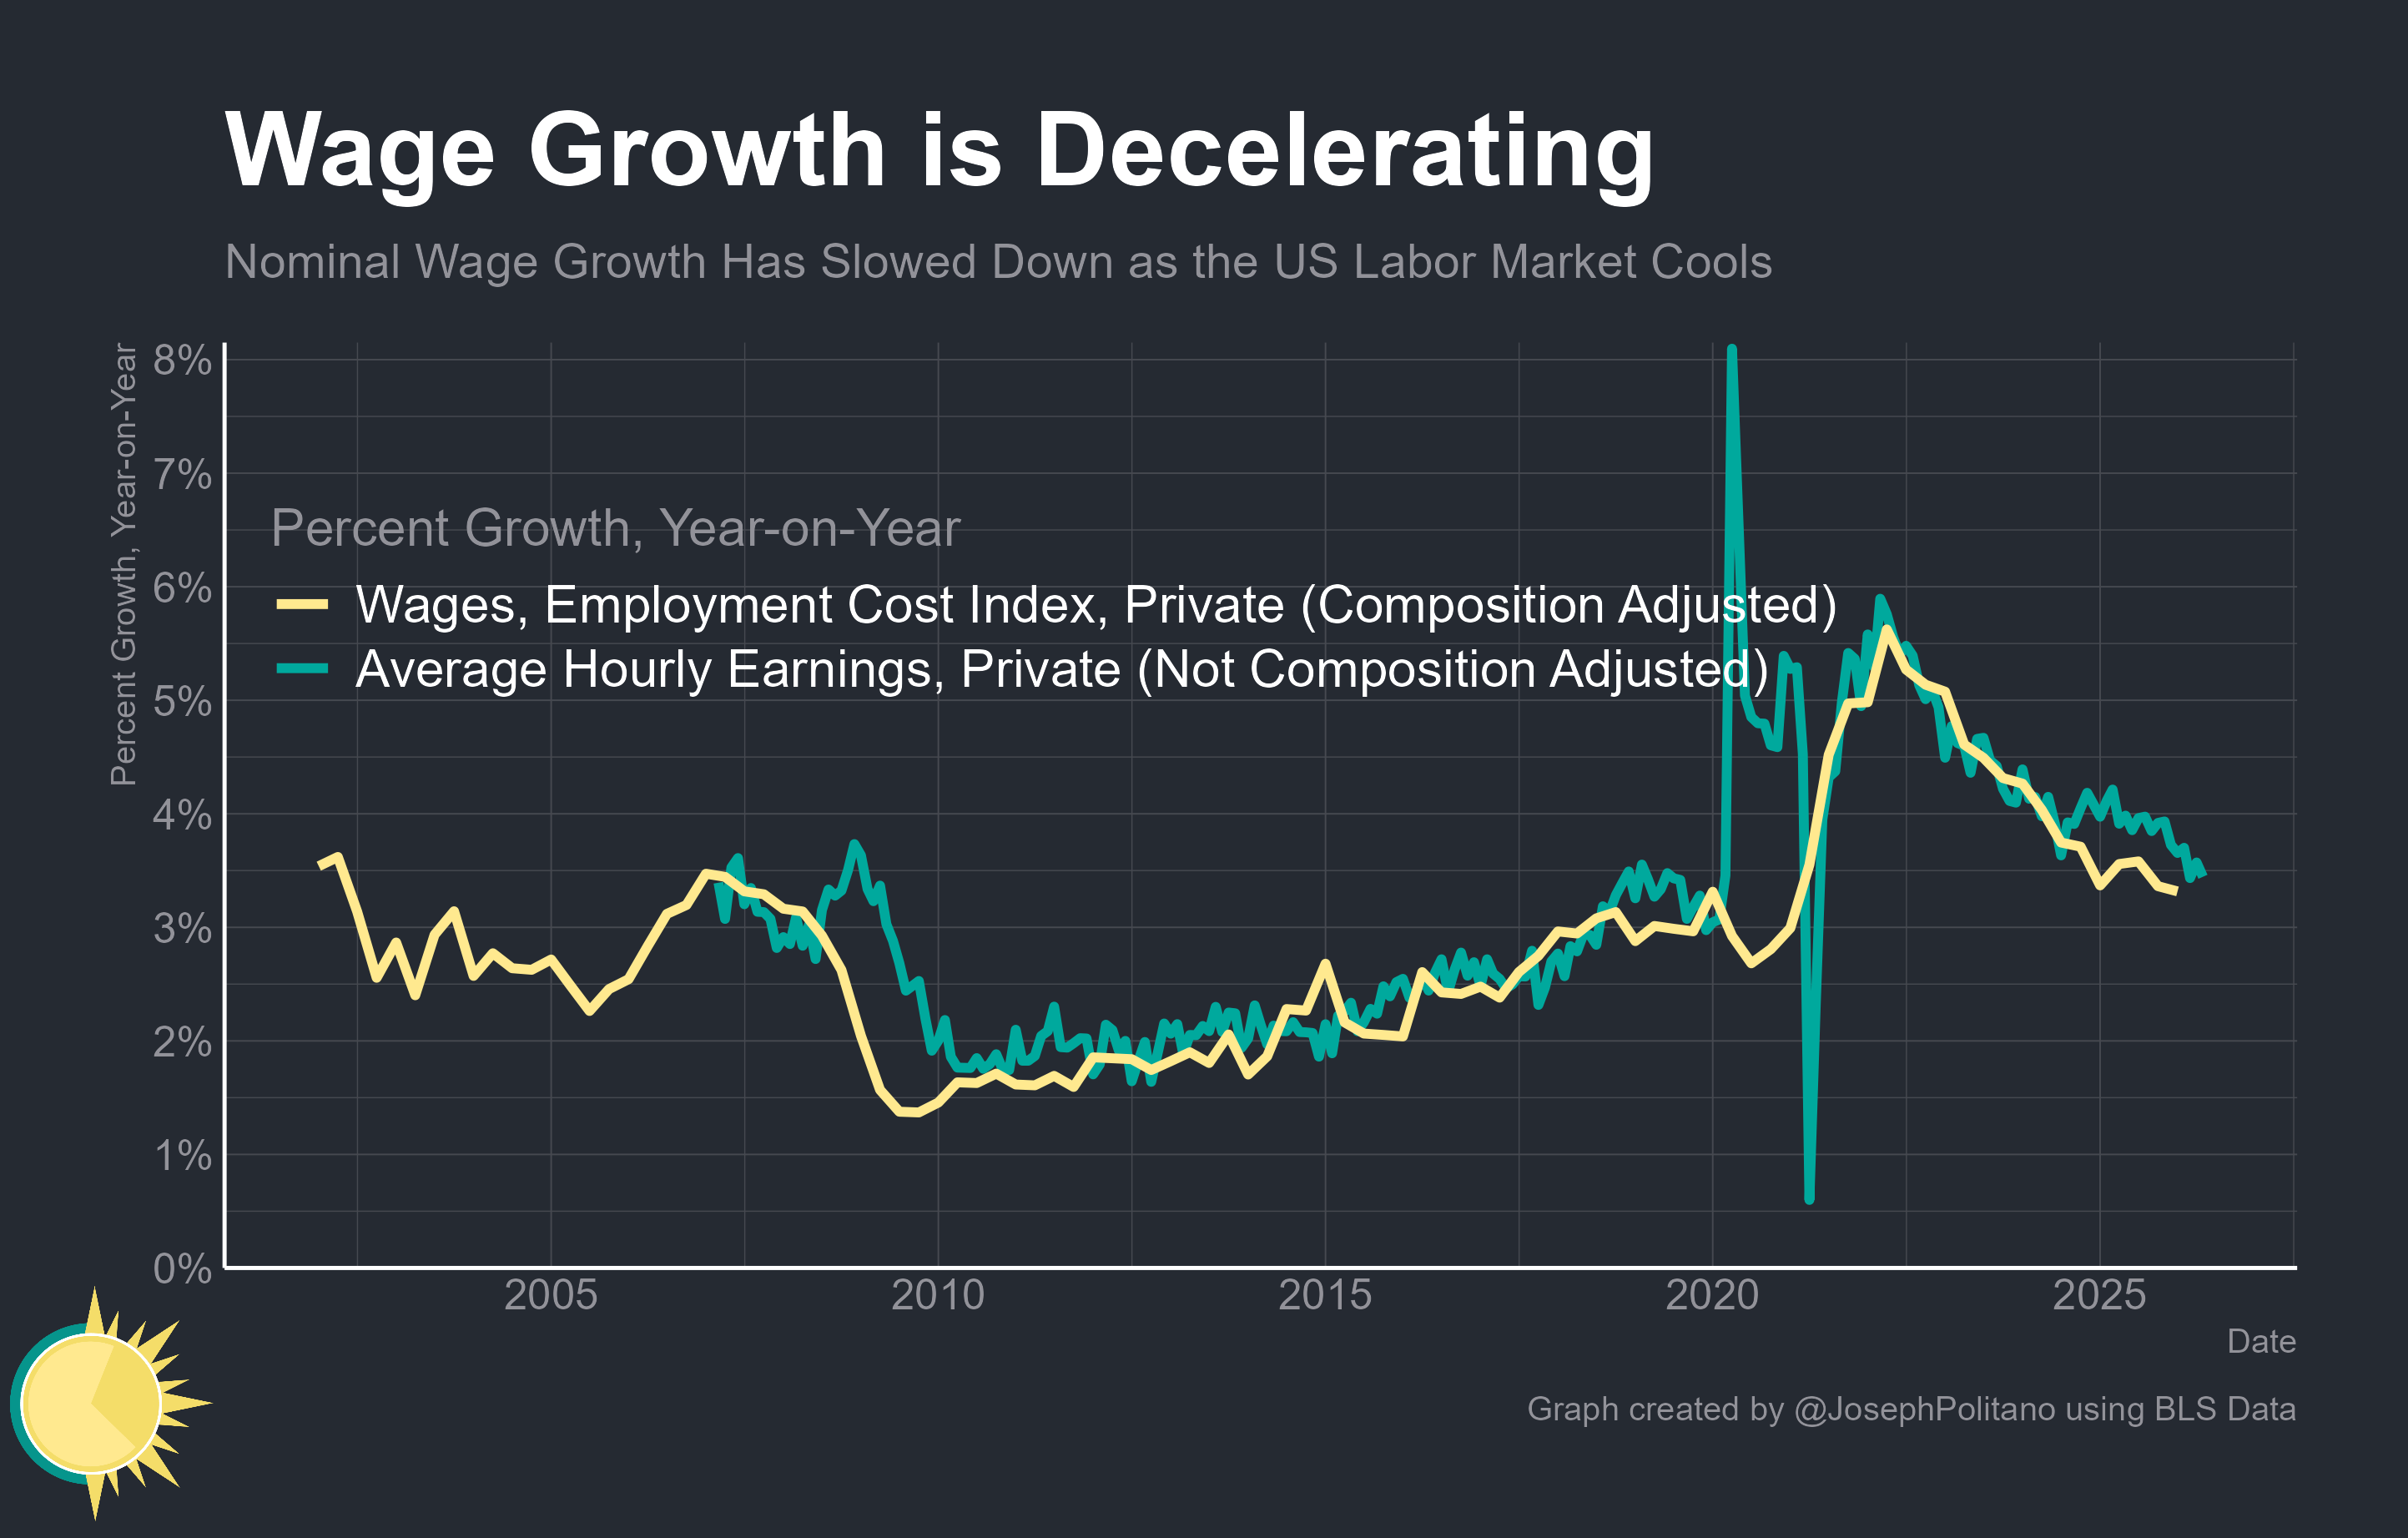 Wage Growth is Decelerating
Nominal Wage Growth Has Slowed Down as the US Labor Market Cools
Percent Growth, Year-on-Year
8%
7%
6%
5%
4%
3%
2%
1%
0%
Percent Growth, Year-on-Year
Wages, Employment Cost Index, Private (Composition Adjusted)
Average Hourly Earnings, Private (Not Composition Adjusted)
2005 2010 2015 2020 2025
Date
Graph created by @JosephPolitano using BLS Data